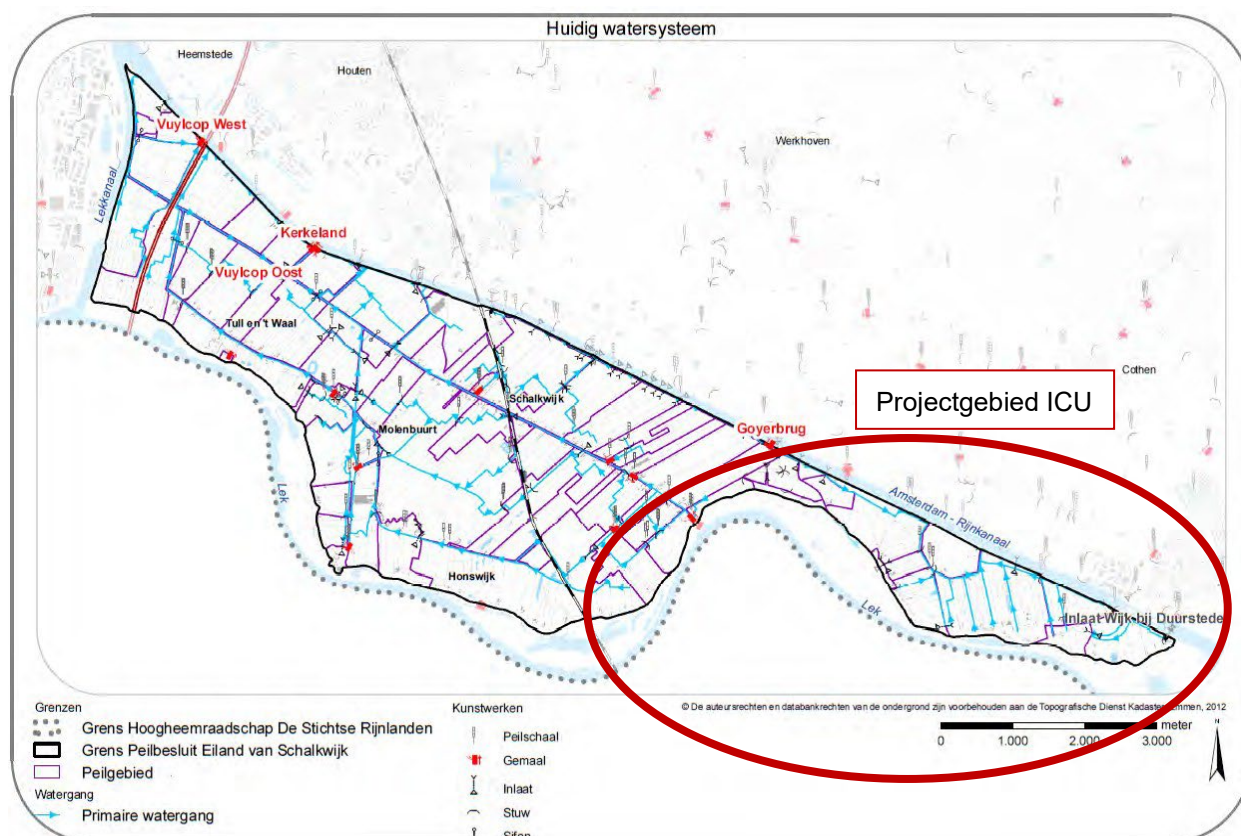 Huidig watersysteem
Heemstede
Houten
Vuylcop West
Werkhoven
Lekkanaal
Kerkeland
Vuylcop Oost
Tull en 't Waal
Cothen
Projectgebied ICU
Schalkwijk
Molenbuurt
Goyerbrug
Lek
Amsterdam - Rijnkanaal
Honswijk
Lek
Inlaat Wijk bij Duurstede
Grenzen
Grens Hoogheemraadschap De Stichtse Rijnlanden
Grens Peilbesluit Eiland van Schalkwijk
Peilgebied
Watergang
Primaire watergang
Kunstwerken
Peilschaal
Gemaal
Inlaat
Stuw
Sifon
© De auteursrechten en databankrechten van de ondergrond zijn voorbehouden aan de Topografische Dienst Kadaster Emmen, 2012
meter
0 1.000 2.000 3.000
N